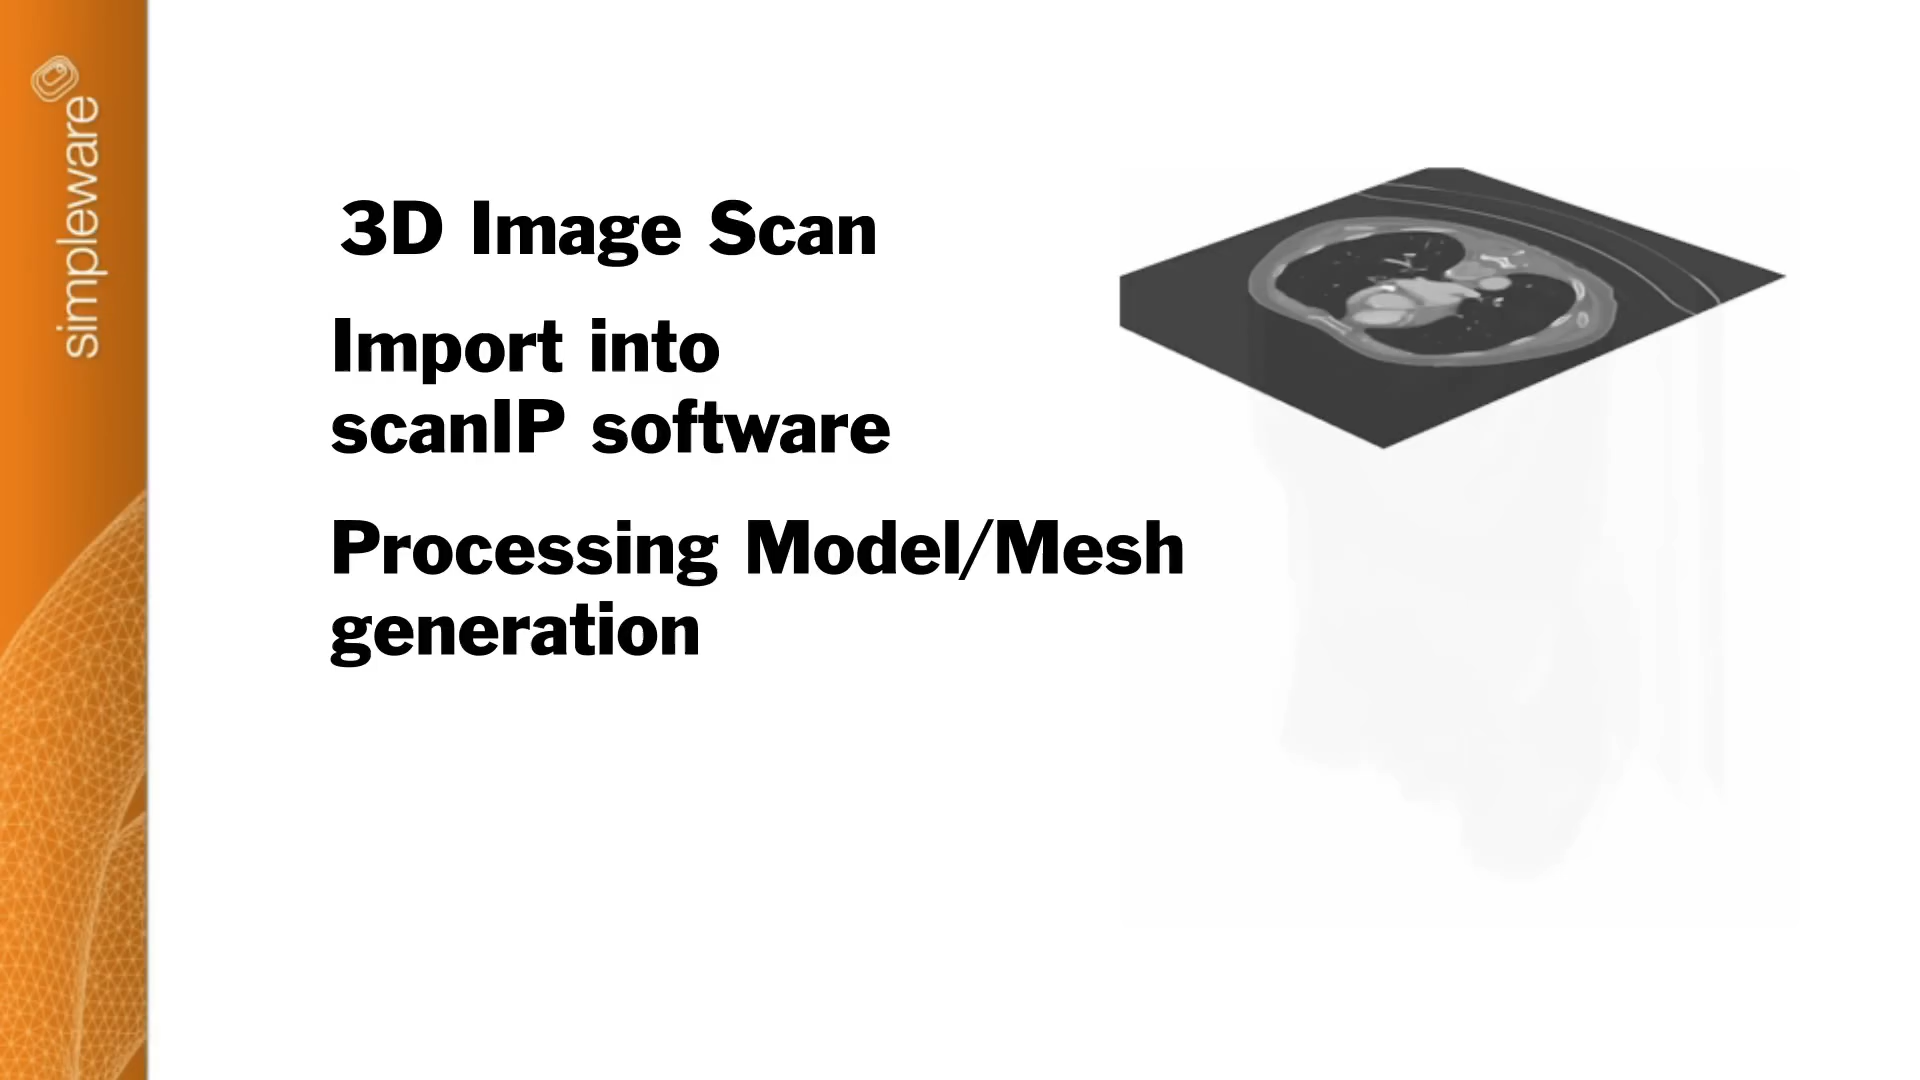 simpleware
3D Image Scan
Import into
scanIP software
Processing Model/Mesh
generation